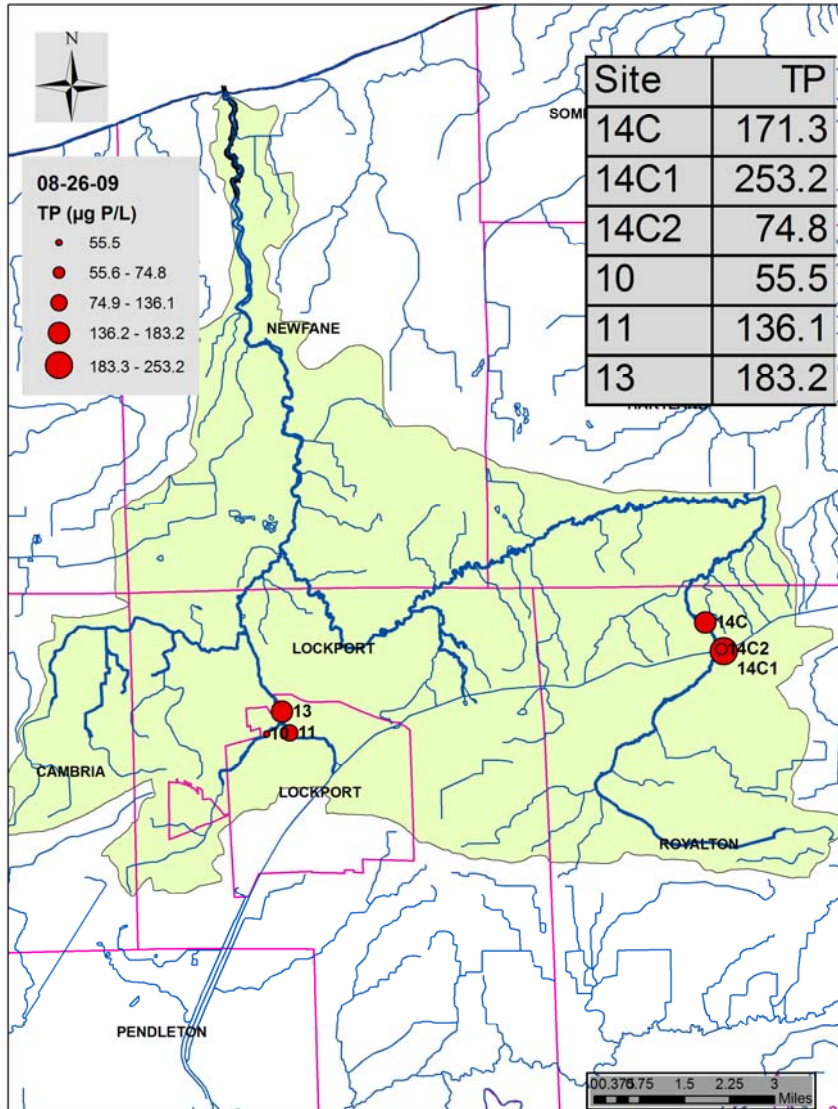 N
08-26-09
TP (µg P/L)
55.5
55.6 - 74.8
74.9 - 136.1
136.2 - 183.2
183.3 - 253.2
Site TP
14C 171.3
14C1 253.2
14C2 74.8
10 55.5
11 136.1
13 183.2
NEWFANE
LOCKPORT
14C
14C2
14C1
13
10
11
CAMBRIA
LOCKPORT
ROYALTON
PENDLETON
00.3750.75 1.5 2.25 3
Miles